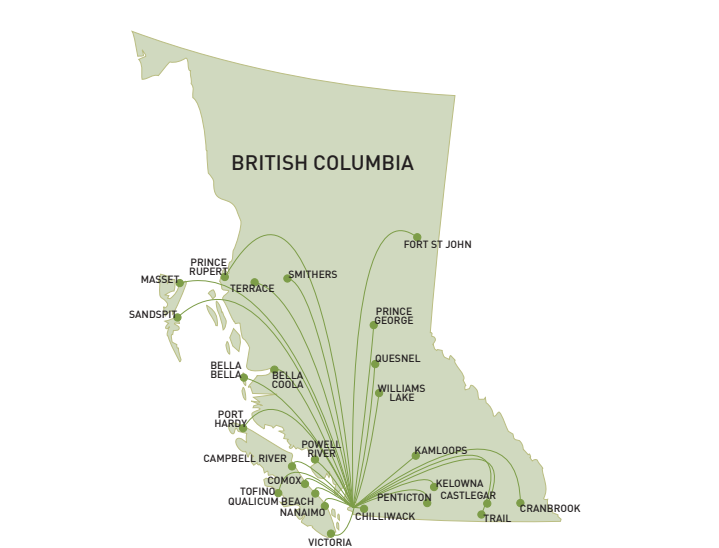 BRITISH COLUMBIA
FORT ST JOHN
PRINCE
RUPERT
SMITHERS
MASSET
TERRACE
SANDSPIT
PRINCE
GEORGE
QUESNEL
BELLA
BELLA
BELLA
COOLA
WILLIAMS
LAKE
PORT
HARDY
POWELL
RIVER
KAMLOOPS
CAMPBELL RIVER
COMOX
KELOWNA
TOFINO
CASTLEGAR
PENTICTON
QUALICUM BEACH
CRANBROOK
NANAIMO
CHILLIWACK
TRAIL
VICTORIA